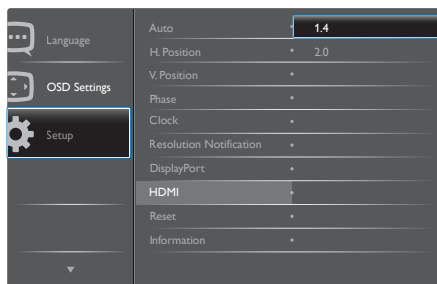 Language
OSD Settings
Setup
Auto
H. Position
V. Position
Phase
Clock
Resolution Notification
DisplayPort
HDMI
Reset
Information
1.4
2.0